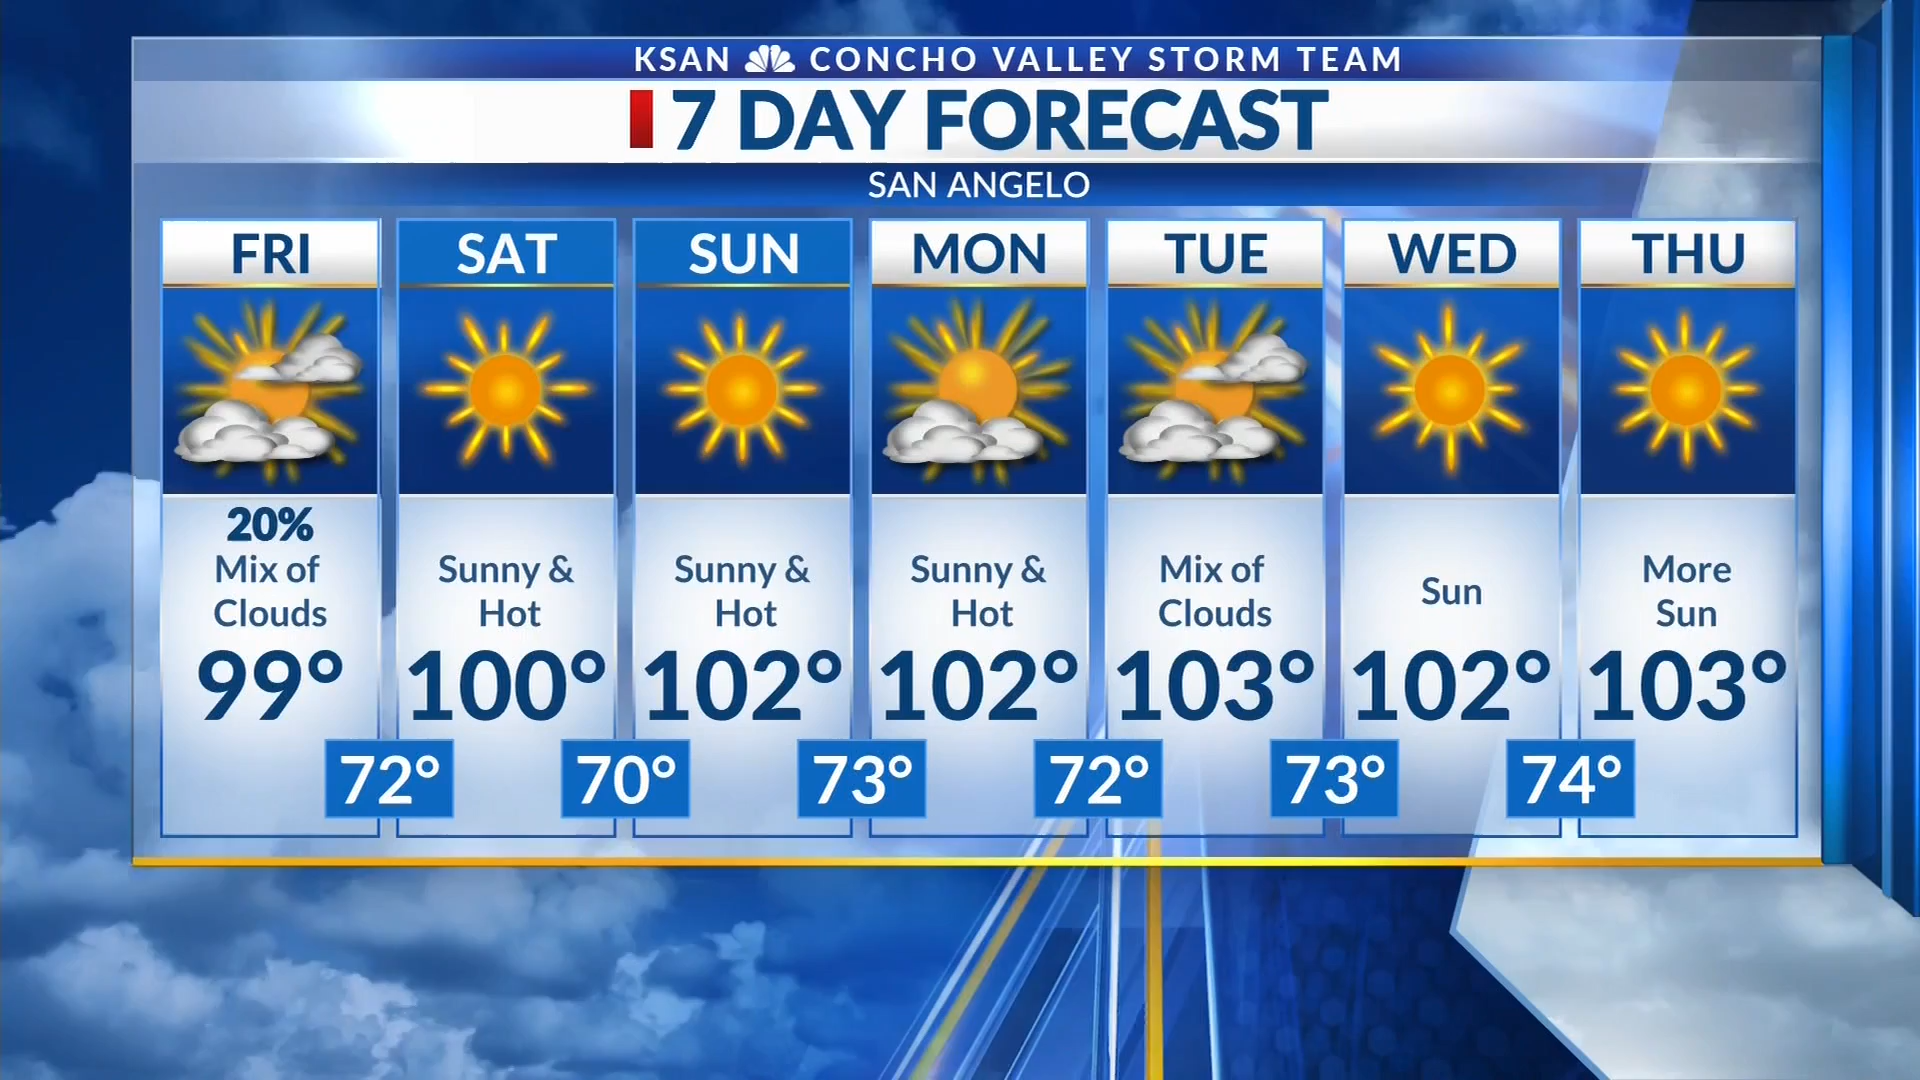 KSAN CONCHO VALLEY STORM TEAM
7 DAY FORECAST
SAN ANGELO
FRI
20%
Mix of
Clouds
99°
72°
SAT
Sunny &
Hot
100°
70°
SUN
Sunny &
Hot
102°
73°
MON
Sunny &
Hot
102°
72°
TUE
Mix of
Clouds
103°
73°
WED
Sun
102°
74°
THU
More
Sun
103°